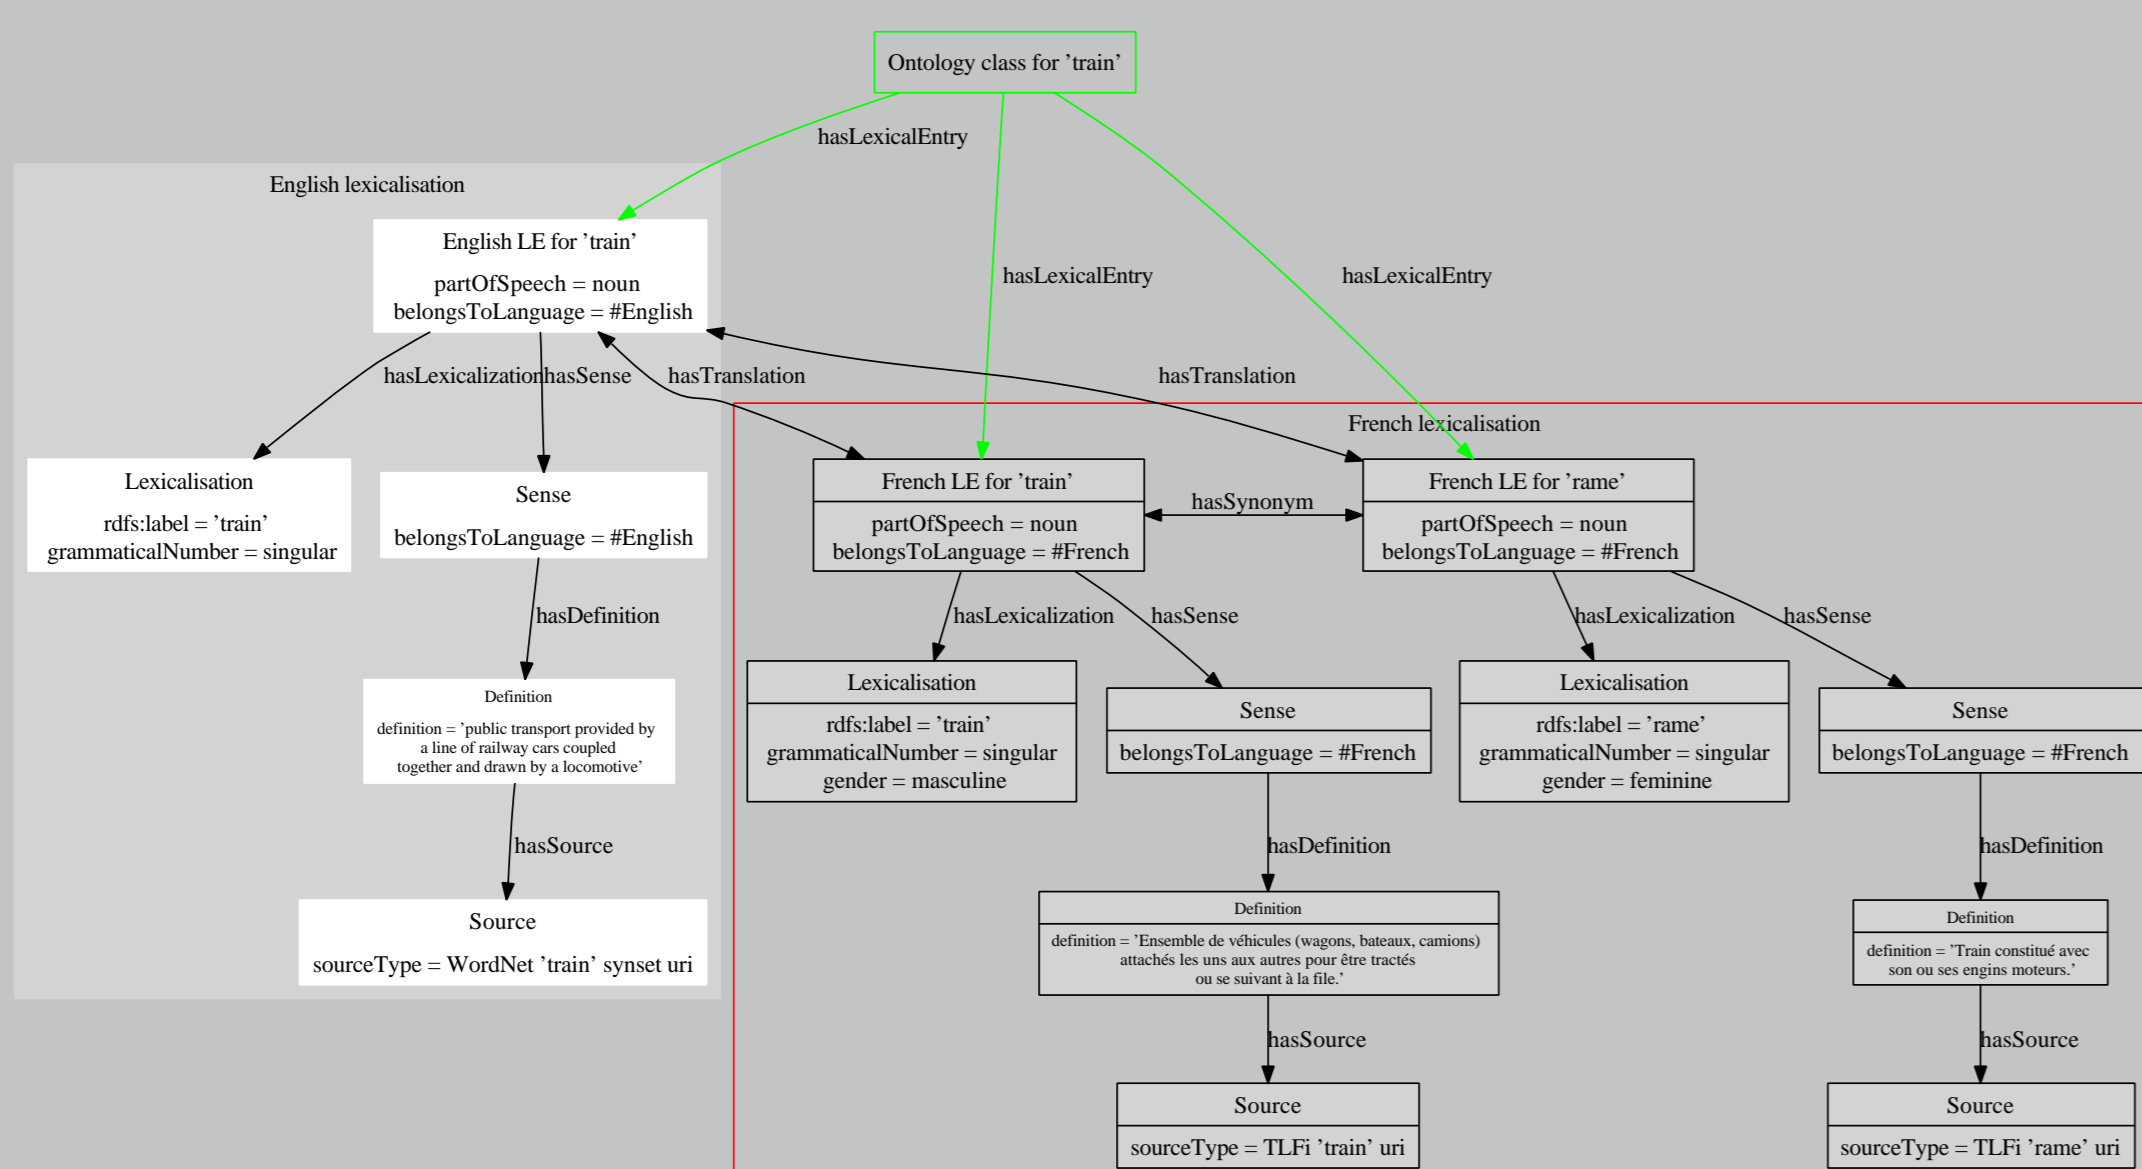 Ontology class for ’train’
hasLexicalEntry
English lexicalisation
English LE for ’train’
partOfSpeech = noun
belongsToLanguage = #English
hasLexicalEntry
hasLexicalEntry
hasLexicalization
hasSense
hasTranslation
hasTranslation
French lexicalisation
Lexicalisation
rdfs:label = ’train’
grammaticalNumber = singular
Sense
belongsToLanguage = #English
French LE for ’train’
partOfSpeech = noun
belongsToLanguage = #French
hasSynonym
French LE for ’rame’
partOfSpeech = noun
belongsToLanguage = #French
hasDefinition
hasLexicalization
hasSense
hasLexicalization
hasSense
Definition
definition = ’public transport provided by
a line of railway cars coupled
together and drawn by a locomotive’
Lexicalisation
rdfs:label = ’train’
grammaticalNumber = singular
gender = masculine
Sense
belongsToLanguage = #French
Lexicalisation
rdfs:label = ’rame’
grammaticalNumber = singular
gender = feminine
Sense
belongsToLanguage = #French
hasSource
hasDefinition
hasDefinition
Source
sourceType = WordNet ’train’ synset uri
Definition
definition = ’Ensemble de véhicules (wagons, bateaux, camions)
attachés les uns aux autres pour être tractés
ou se suivant à la file.’
Definition
definition = ’Train constitué avec
son ou ses engins moteurs.’
hasSource
hasSource
Source
sourceType = TLFi ’train’ uri
Source
sourceType = TLFi ’rame’ uri